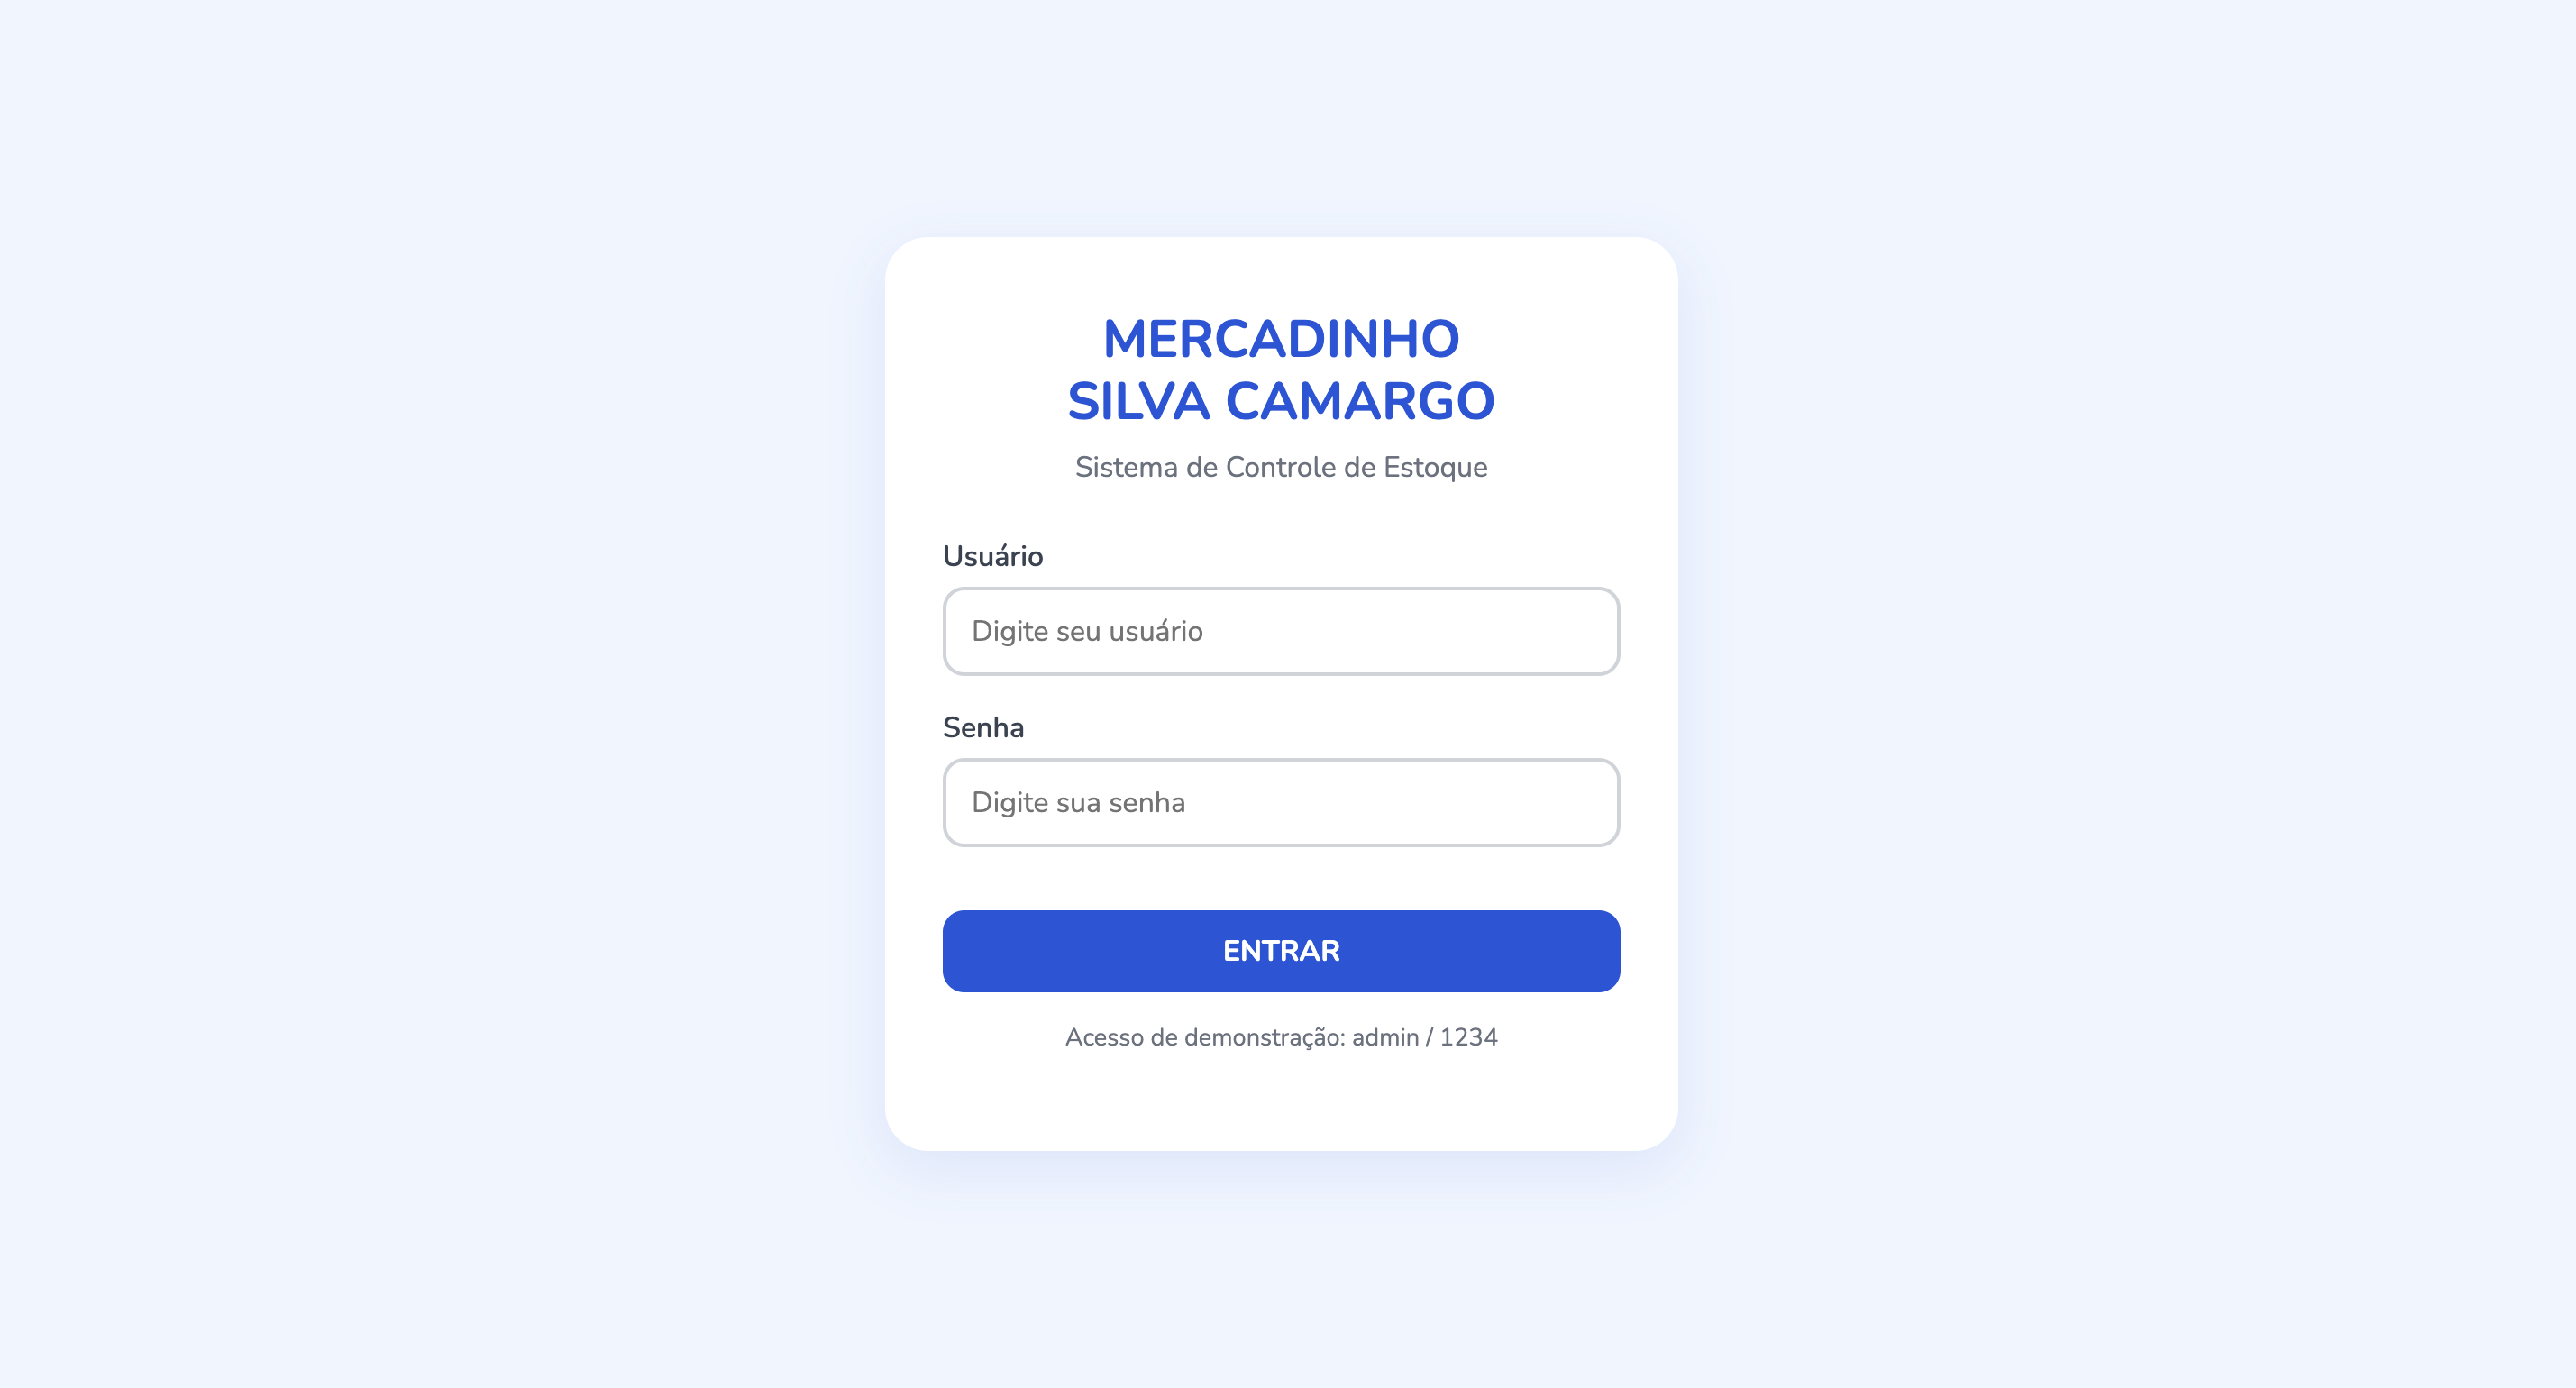 MERCADINHO
SILVA CAMARGO
Sistema de Controle de Estoque
Usuário
Digite seu usuário
Senha
Digite sua senha
ENTRAR
Acesso de demonstração: admin / 1234